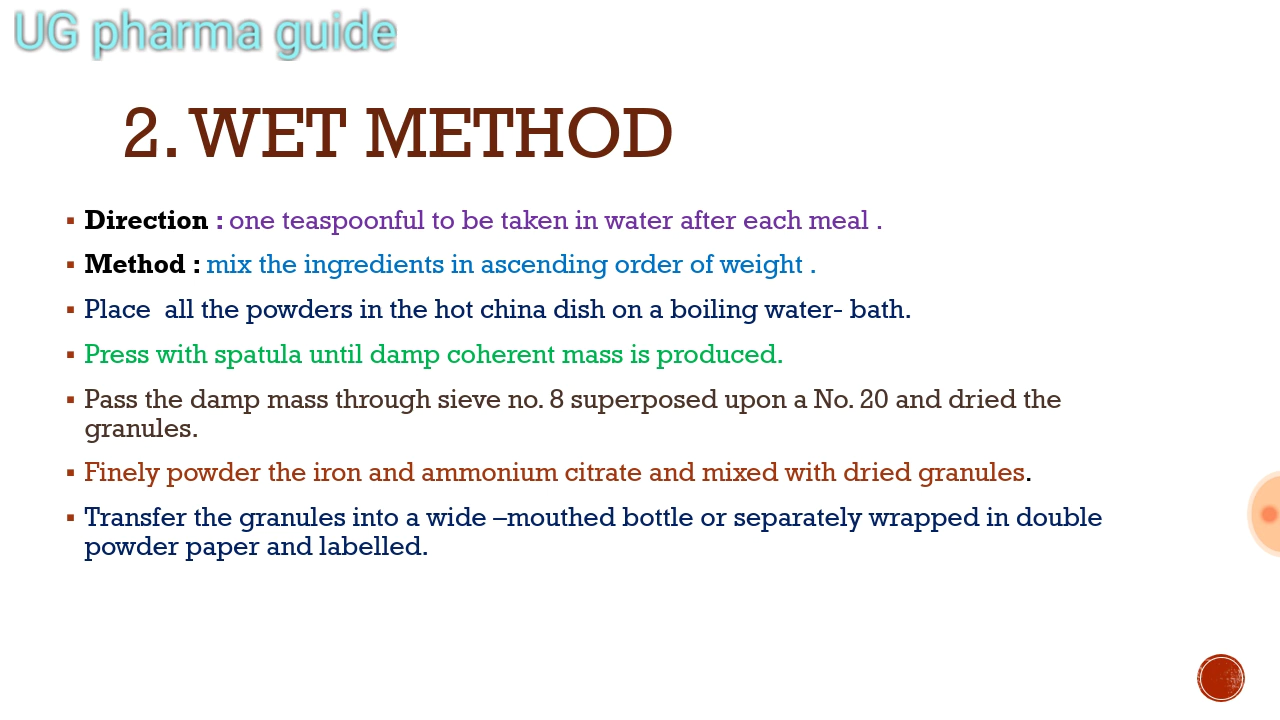 UG pharma guide
2. WET METHOD
▪ Direction : one teaspoonful to be taken in water after each meal .
▪ Method : mix the ingredients in ascending order of weight .
▪ Place all the powders in the hot china dish on a boiling water- bath.
▪ Press with spatula until damp coherent mass is produced.
▪ Pass the damp mass through sieve no. 8 superposed upon a No. 20 and dried the
granules.
▪ Finely powder the iron and ammonium citrate and mixed with dried granules.
▪ Transfer the granules into a wide –mouthed bottle or separately wrapped in double
powder paper and labelled.